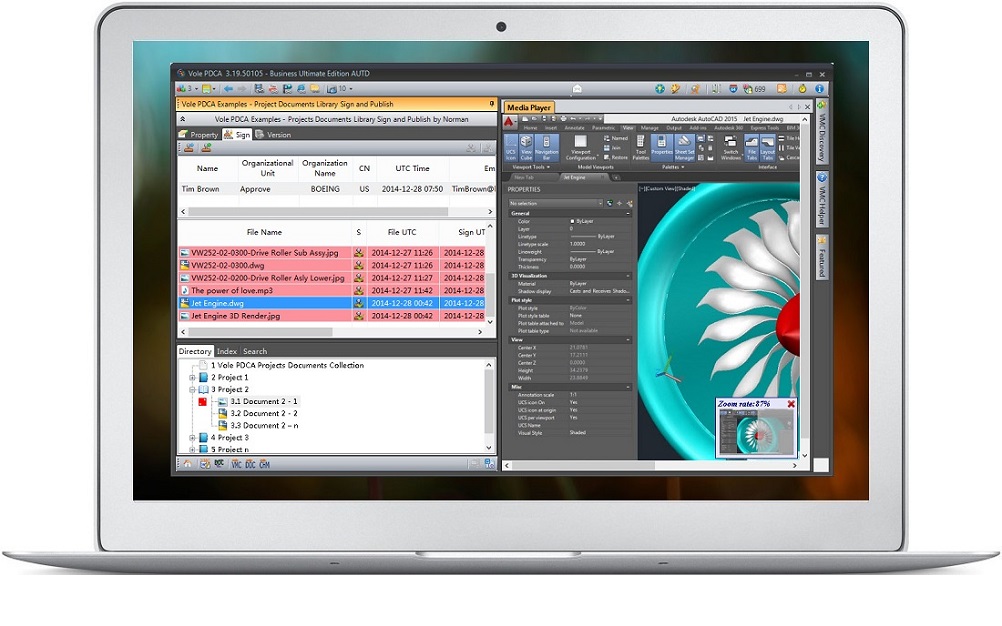 Vole PDCA 3.19.50105 - Business Ultimate Edition AUTD
3
10
699
Vole PDCA Examples - Project Documents Library Sign and Publish
Vole PDCA Examples - Projects Documents Library Sign and Publish by Norman
Property Sign Version
Name Organizational Unit Organization Name CN UTC Time Em
Tim Brown Approve BOEING US 2014-12-28 07:50 TimBrown@
File Name S File UTC Sign UT
VW252-02-0300-Drive Roller Sub Assy.jpg 2014-12-27 11:26 2014-12-28
VW252-02-0300.dwg 2014-12-27 11:26 2014-12-28
VW252-02-0200-Drive Roller Asly Lower.jpg 2014-12-27 11:26 2014-12-28
The power of love.mp3 2014-12-27 11:42 2014-12-28
Jet Engine.dwg 2014-12-28 00:42 2014-12-28
Jet Engine 3D Render.jpg 2014-12-28 00:42 2014-12-28
Directory Index Search
1 Vole PDCA Projects Documents Collection
2 Project 1
3 Project 2
3.1 Document 2 - 1
3.2 Document 2 - 2
3.3 Document 2 – n
4 Project 3
5 Project n
VMC DOC CRM
Media Player
Autodesk AutoCAD 2015 Jet Engine.dwg
Home Insert Annotate Parametric View Manage Output Add-ins Autodesk 360 Express Tools BIM 3
UCS Icon View Cube Navigation Bar Viewport Configuration Named Join Restore Tool Palettes Properties Sheet Set Manager Switch Windows File Tabs Layout Tabs
Viewport Tools Model Viewports Palettes Interface
New Tab Jet Engine
PROPERTIES
No selection
General
Color ByLayer
Layer 0
Linetype ByLayer
Linetype scale 1.0000
Lineweight ByLayer
Transparency ByLayer
Thickness 0.0000
3D Visualization
Material ByLayer
Shadow display Casts and Receives Shado...
Plot style
Plot style ByColor
Plot style table None
Plot table attached to Model
Plot table type Not available
View
Center X
Center Y
Center Z 0.0000
Height
Width
Misc
Annotation scale 1:1
UCS icon On Yes
UCS icon at origin Yes
UCS per viewport Yes
UCS Name
Visual Style Shaded
[-][Custom View][Shaded]
Zoom rate:87%
VMC Discovery
VMC Helper
Featured